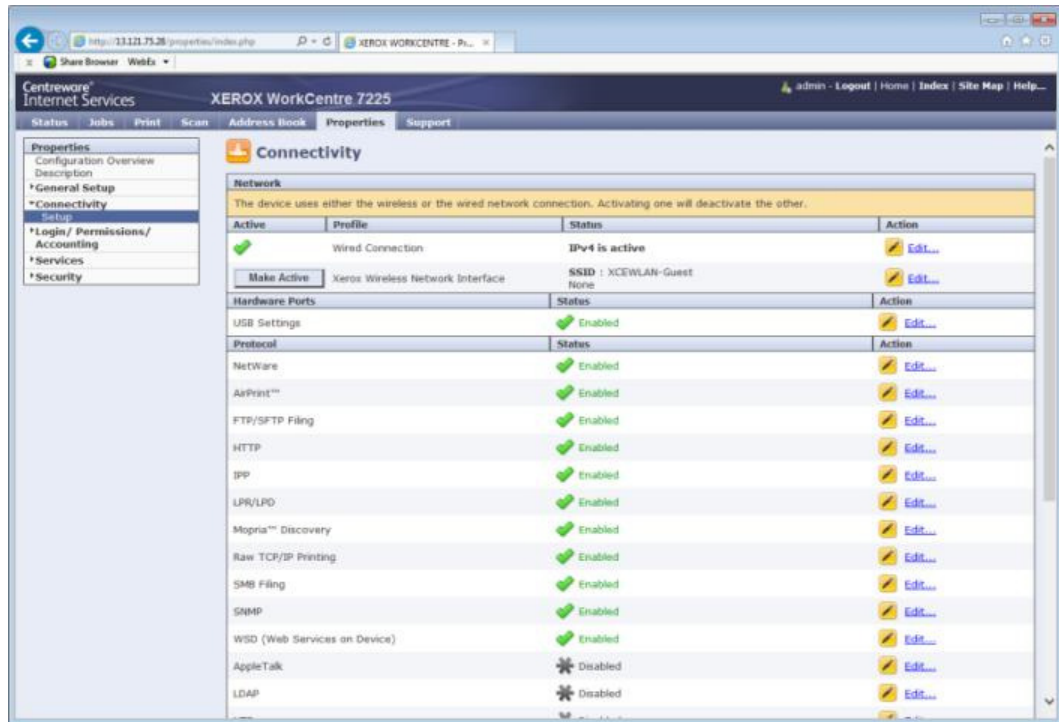 http://13.121.75.28/properties/index.php
XEROX WORKCENTRE - Pr...
x Share Browser WebEx
Centreware®
Internet Services
XEROX WorkCentre 7225
admin - Logout | Home | Index | Site Map | Help...
Status Jobs Print Scan Address Book Properties Support
Properties
Configuration Overview
Description
General Setup
Connectivity
Setup
Login/ Permissions/
Accounting
Services
Security
Connectivity
Network
The device uses either the wireless or the wired network connection. Activating one will deactivate the other.
Active Profile Status Action
Wired Connection IPv4 is active Edit...
Make Active Xerox Wireless Network Interface SSID : XCEWLAN-Guest
None Edit...
Hardware Ports Status Action
USB Settings Enabled Edit...
Protocol Status Action
NetWare Enabled Edit...
AirPrint™ Enabled Edit...
FTP/SFTP Filing Enabled Edit...
HTTP Enabled Edit...
IPP Enabled Edit...
LPR/LPD Enabled Edit...
Mopria™ Discovery Enabled Edit...
Raw TCP/IP Printing Enabled Edit...
SMB Filing Enabled Edit...
SNMP Enabled Edit...
WSD (Web Services on Device) Enabled Edit...
AppleTalk Disabled Edit...
LDAP Disabled Edit...